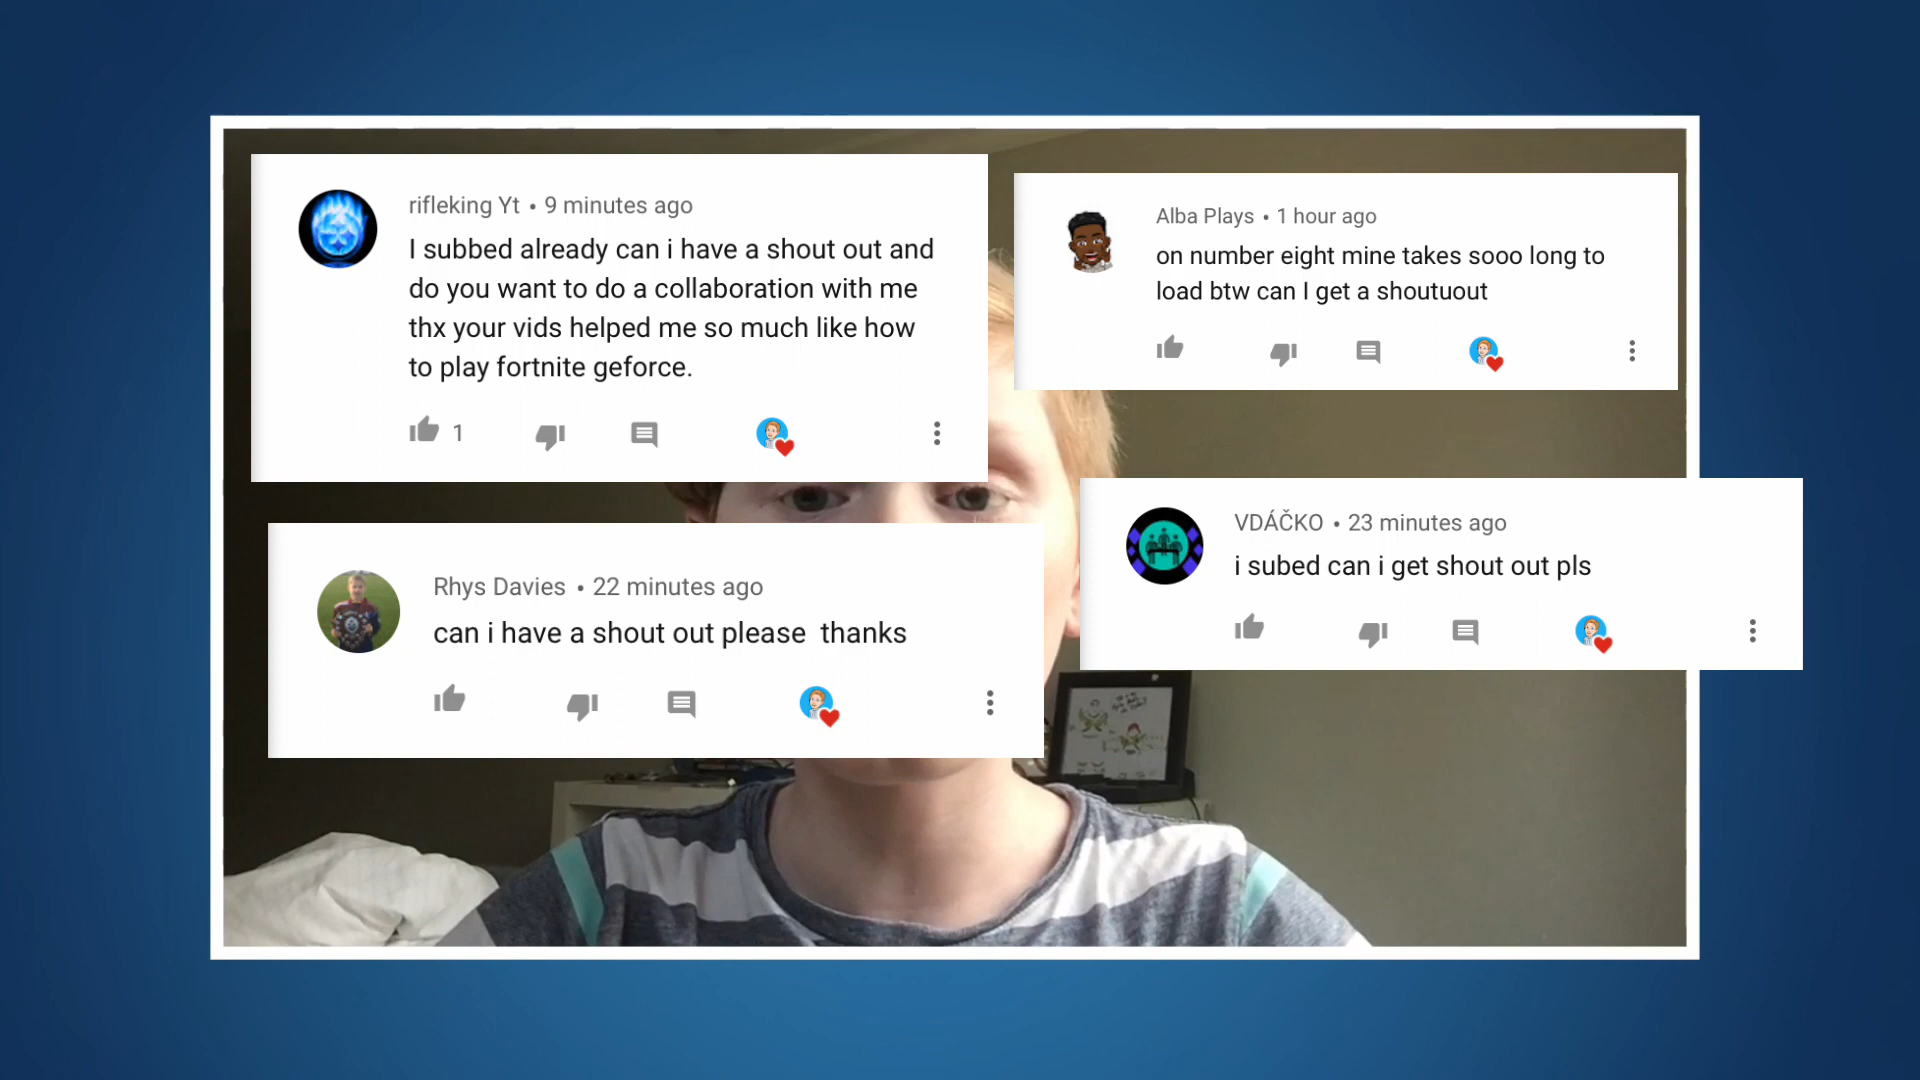 rifleking Yt • 9 minutes ago
I subbed already can i have a shout out and
do you want to do a collaboration with me
thx your vids helped me so much like how
to play fortnite geforce.
1
Alba Plays • 1 hour ago
on number eight mine takes sooo long to
load btw can I get a shoutuout
VDÁČKO • 23 minutes ago
i subed can i get shout out pls
Rhys Davies • 22 minutes ago
can i have a shout out please  thanks